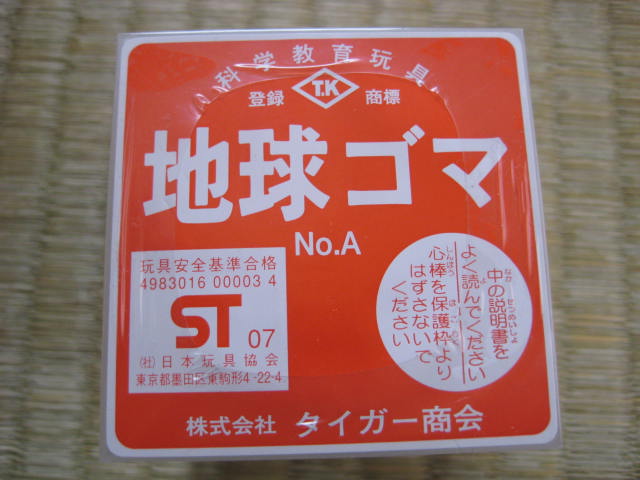 科学教育玩具
登録 T.K 商標
地球ゴマ
No.A
玩具安全基準合格
4983016 00003 4
ST 07
(社)日本玩具協会
東京都墨田区東駒形4-22-4
中の説明書を
よく読んでください
心棒を保護枠より
はずさないで
ください
株式会社 タイガー商会